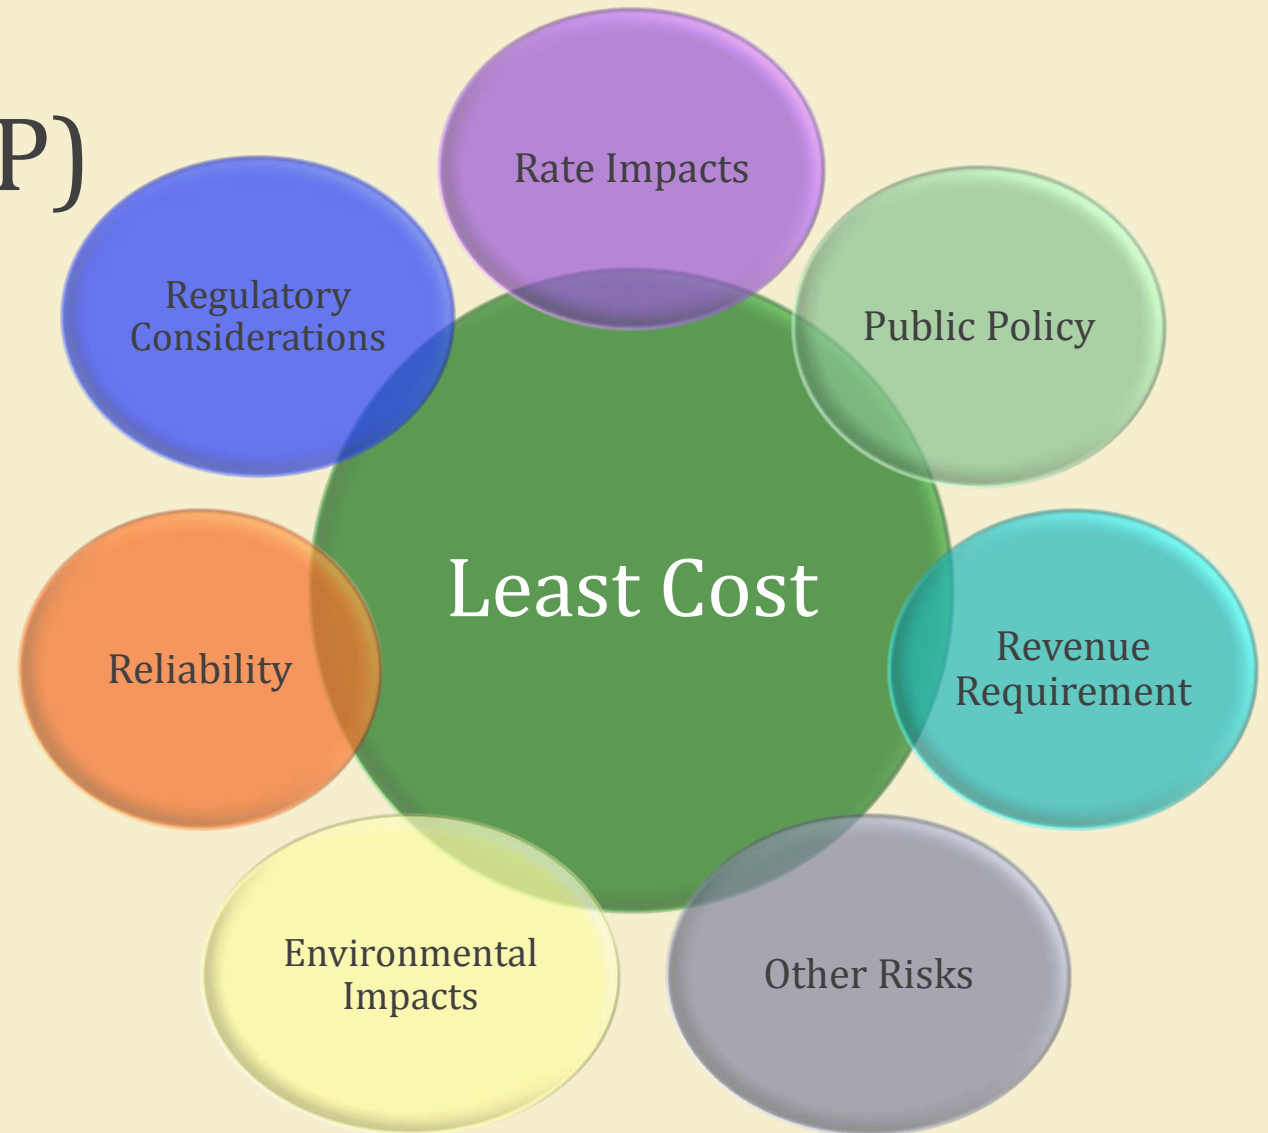 P)
Rate Impacts
Regulatory
Considerations
Public Policy
Least Cost
Reliability
Revenue
Requirement
Environmental
Impacts
Other Risks